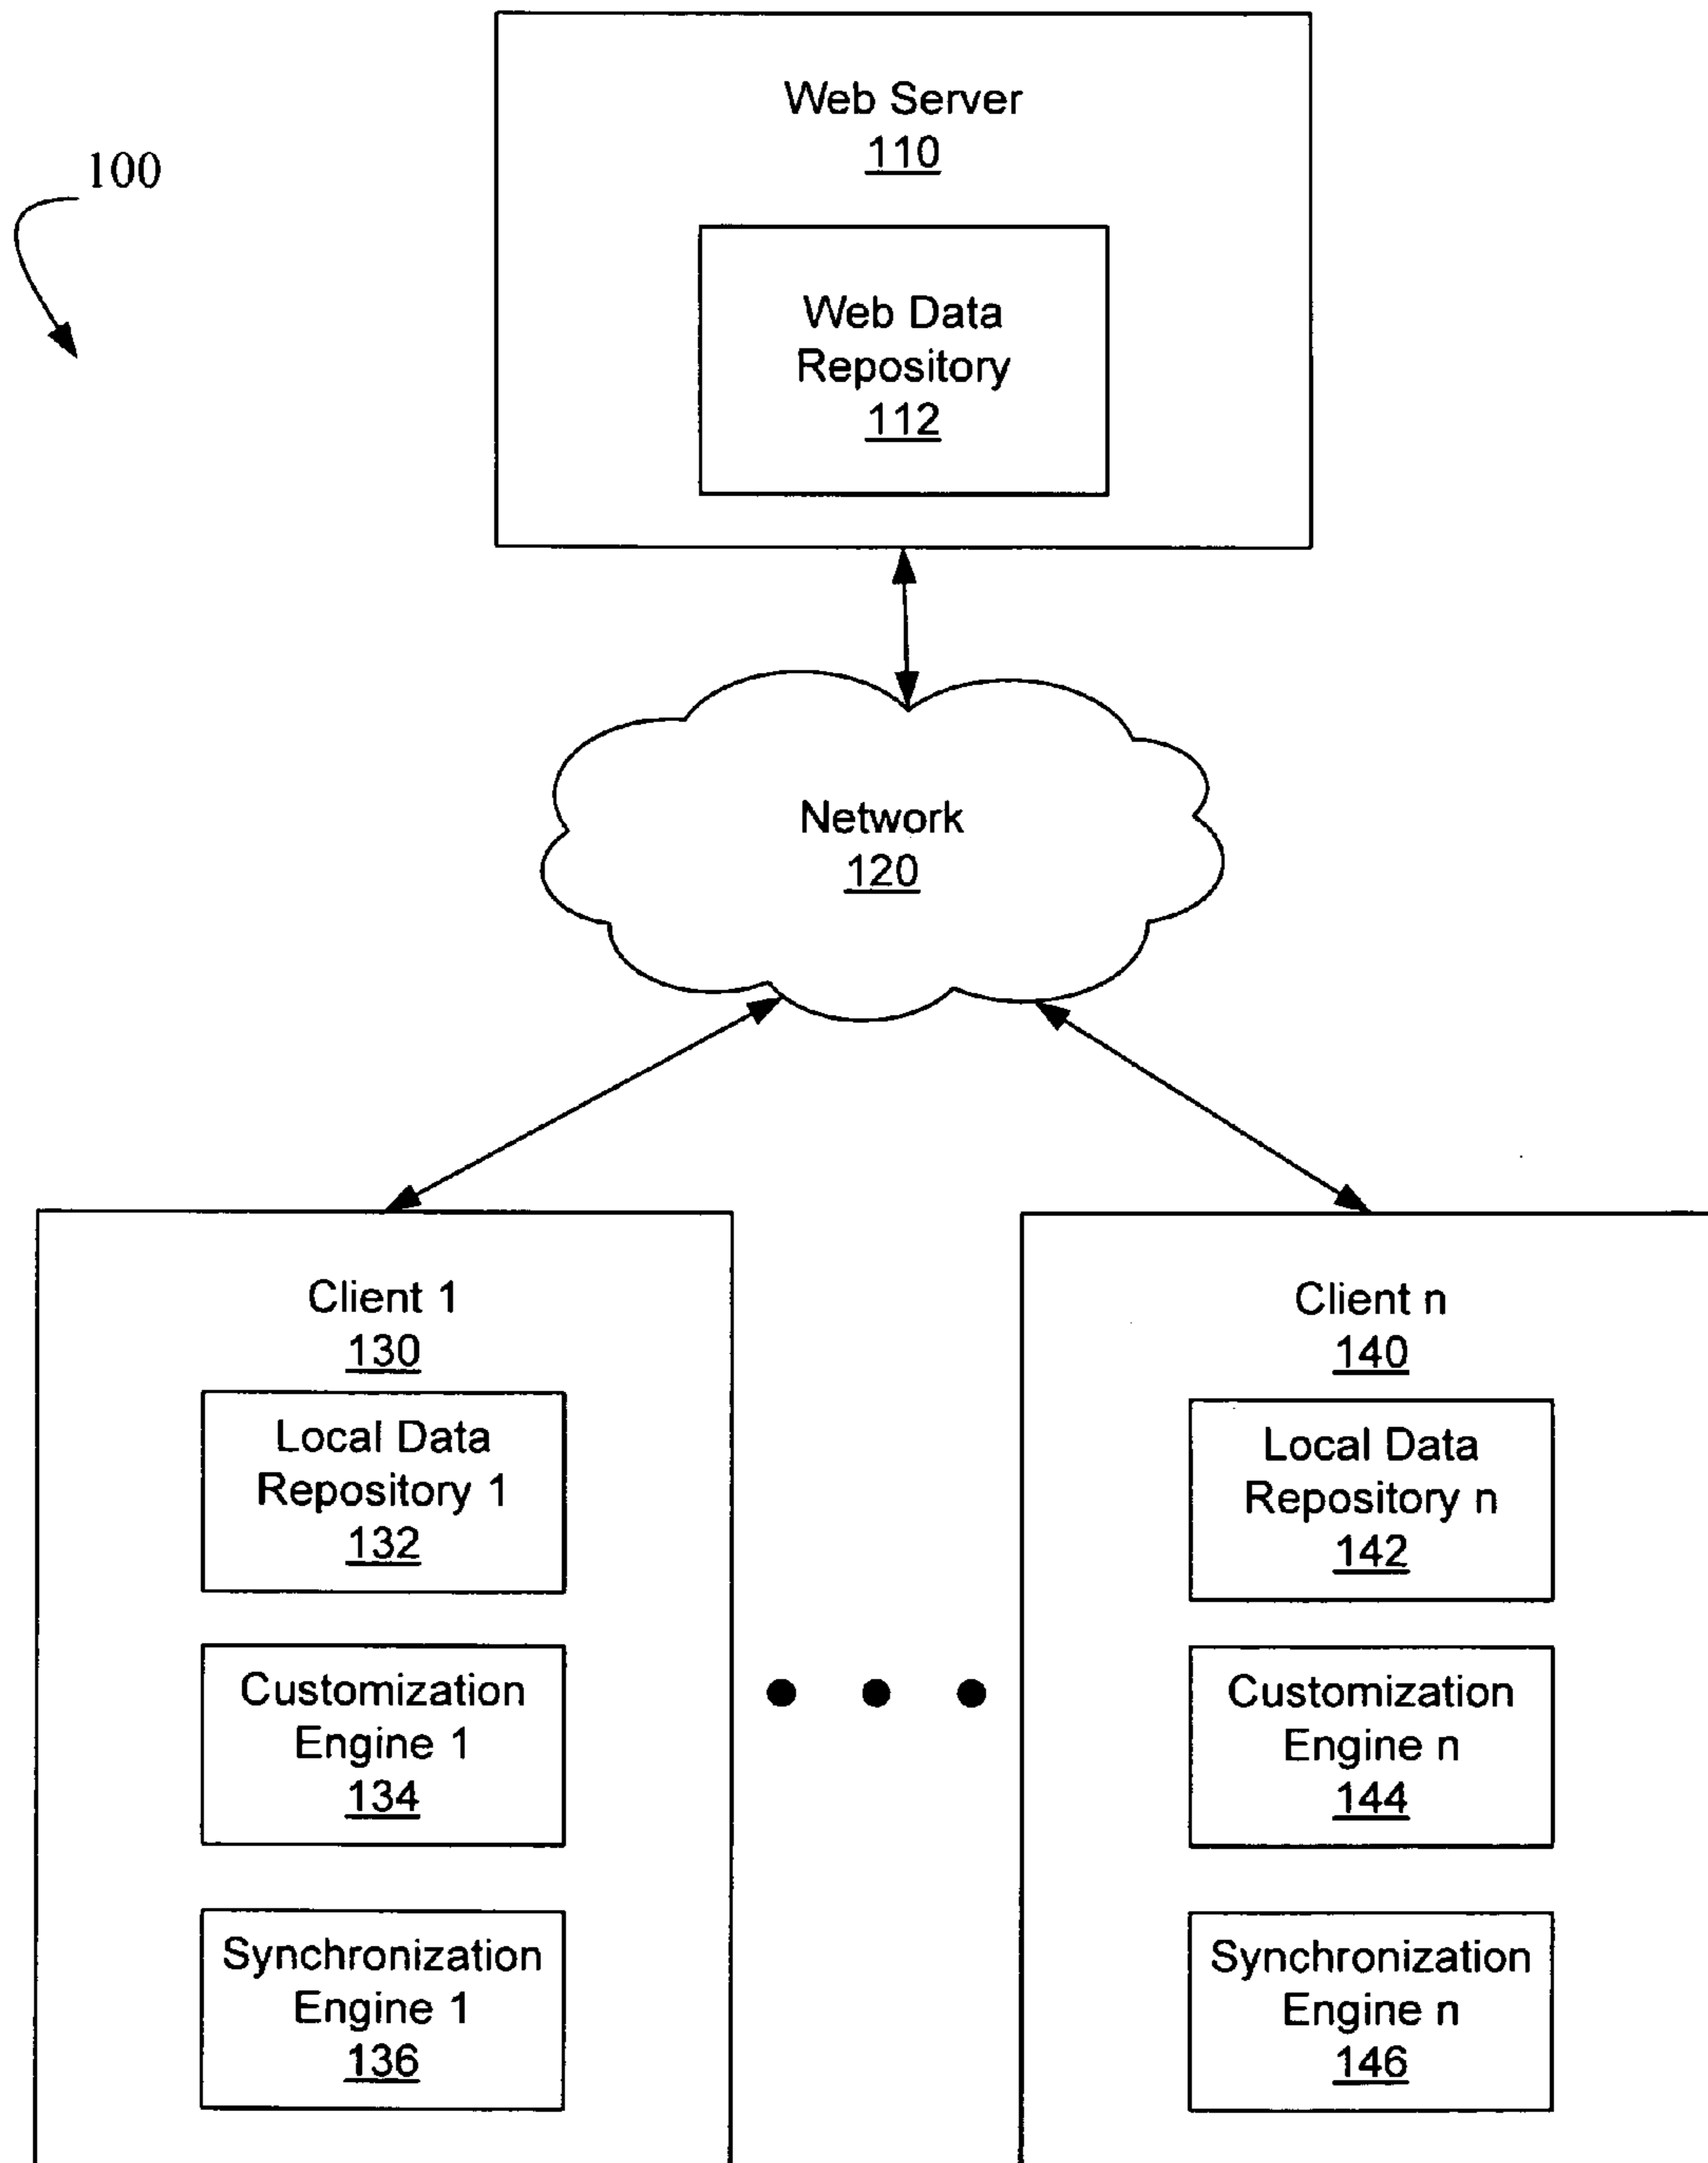 100
Web Server
110
Web Data
Repository
112
Network
120
Client 1
130
Local Data
Repository 1
132
Customization
Engine 1
134
Synchronization
Engine 1
136
Client n
140
Local Data
Repository n
142
Customization
Engine n
144
Synchronization
Engine n
146